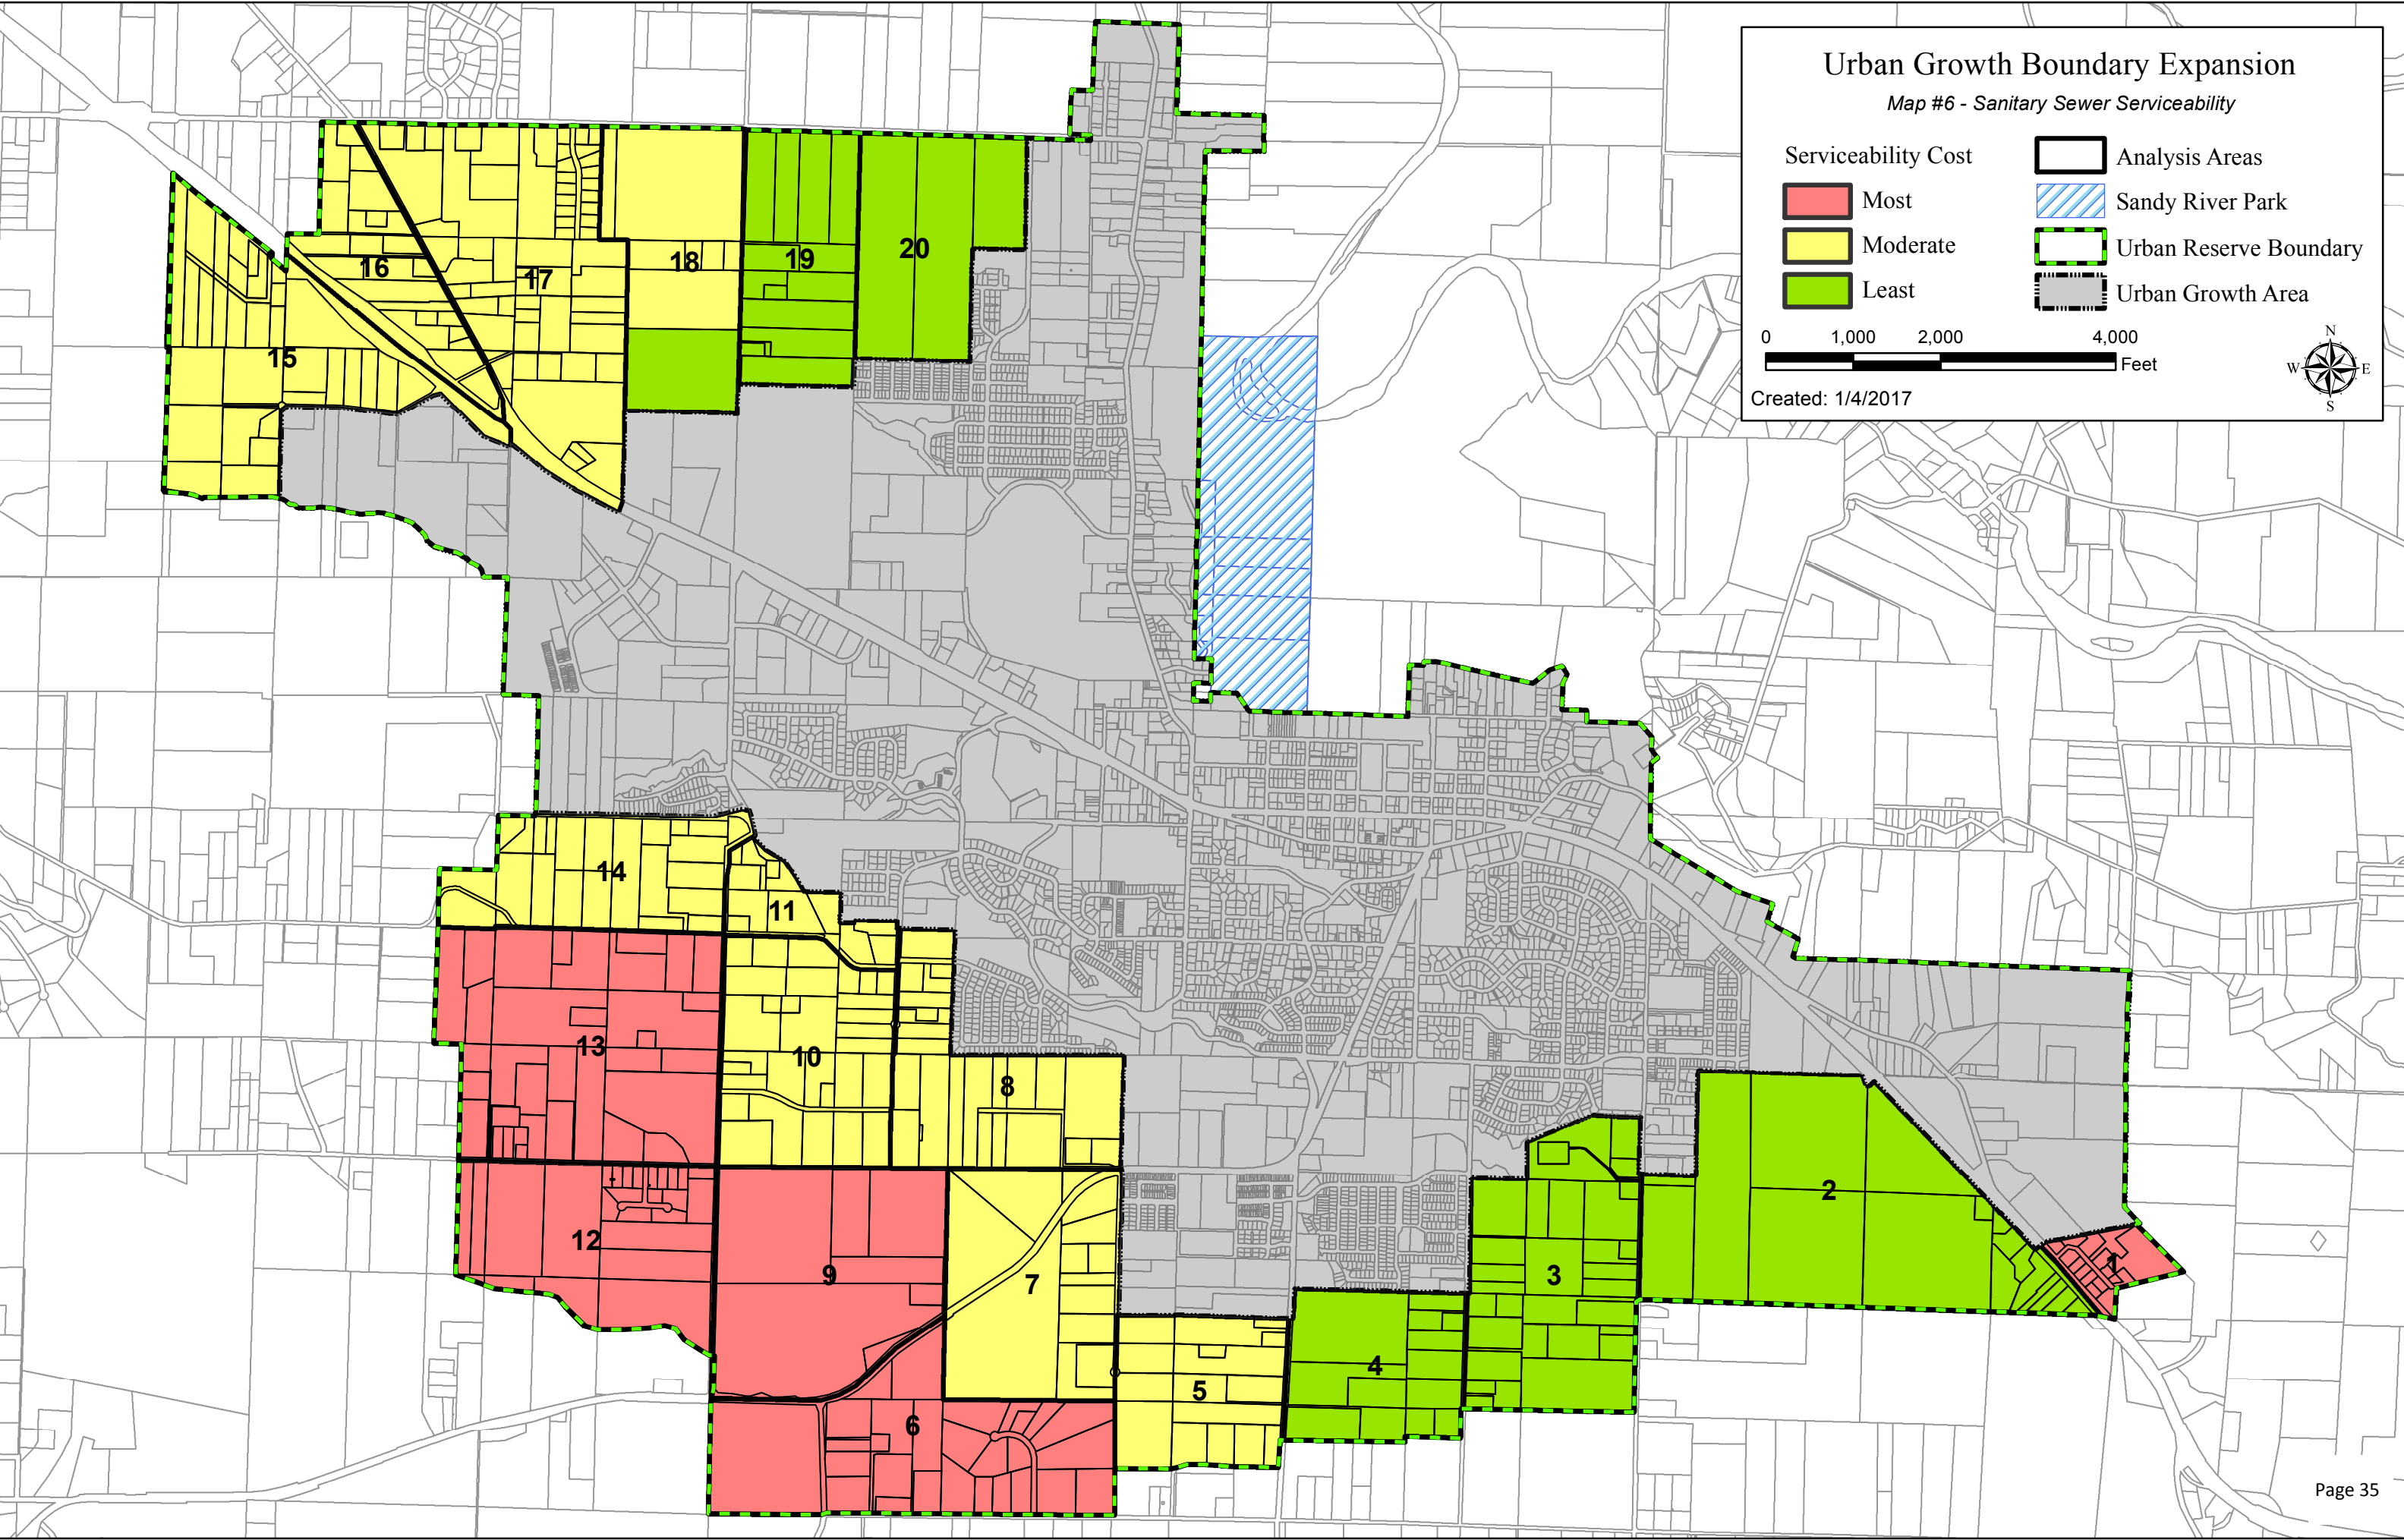 Urban Growth Boundary Expansion
Map #6 - Sanitary Sewer Serviceability
Serviceability Cost
Most
Moderate
Least
Analysis Areas
Sandy River Park
Urban Reserve Boundary
Urban Growth Area
0 1,000 2,000 4,000
Feet
Created: 1/4/2017
N
W E
S
16
17
18
19
20
15
14
11
13
10
8
12
9
7
6
5
4
3
2
1
Page 35